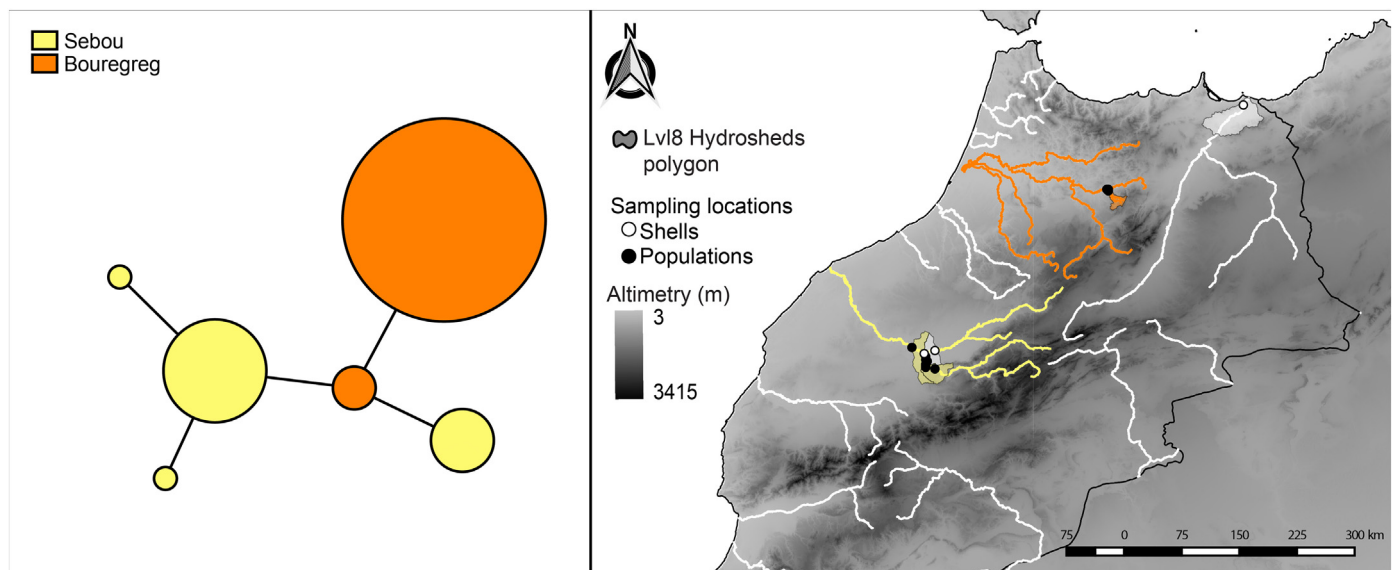 Sebou
Bouregreg
N
Lvl8 Hydrosheds
polygon
Sampling locations
Shells
Populations
Altimetry (m)
3
3415
75 0 75 150 225 300 km